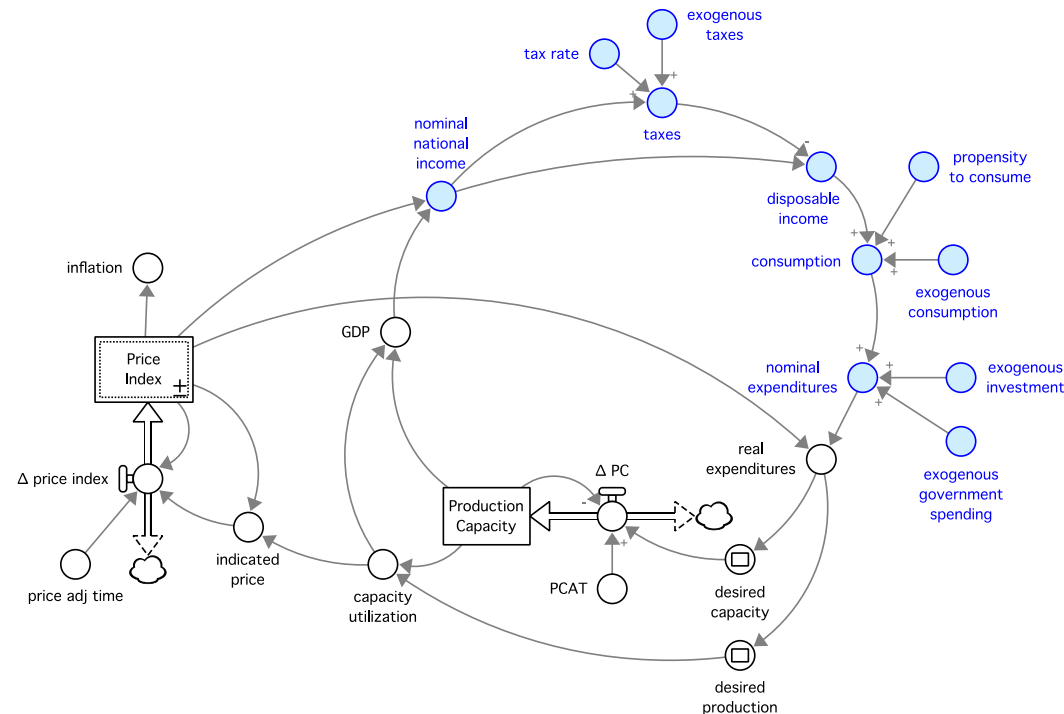 exogenous
taxes
tax rate
taxes
nominal
national
income
propensity
to consume
disposable
income
consumption
exogenous
consumption
inflation
GDP
Price
Index
nominal
expenditures
exogenous
investment
real
expenditures
exogenous
government
spending
Δ price index
Δ PC
Production
Capacity
indicated
price
price adj time
capacity
utilization
PCAT
desired
capacity
desired
production